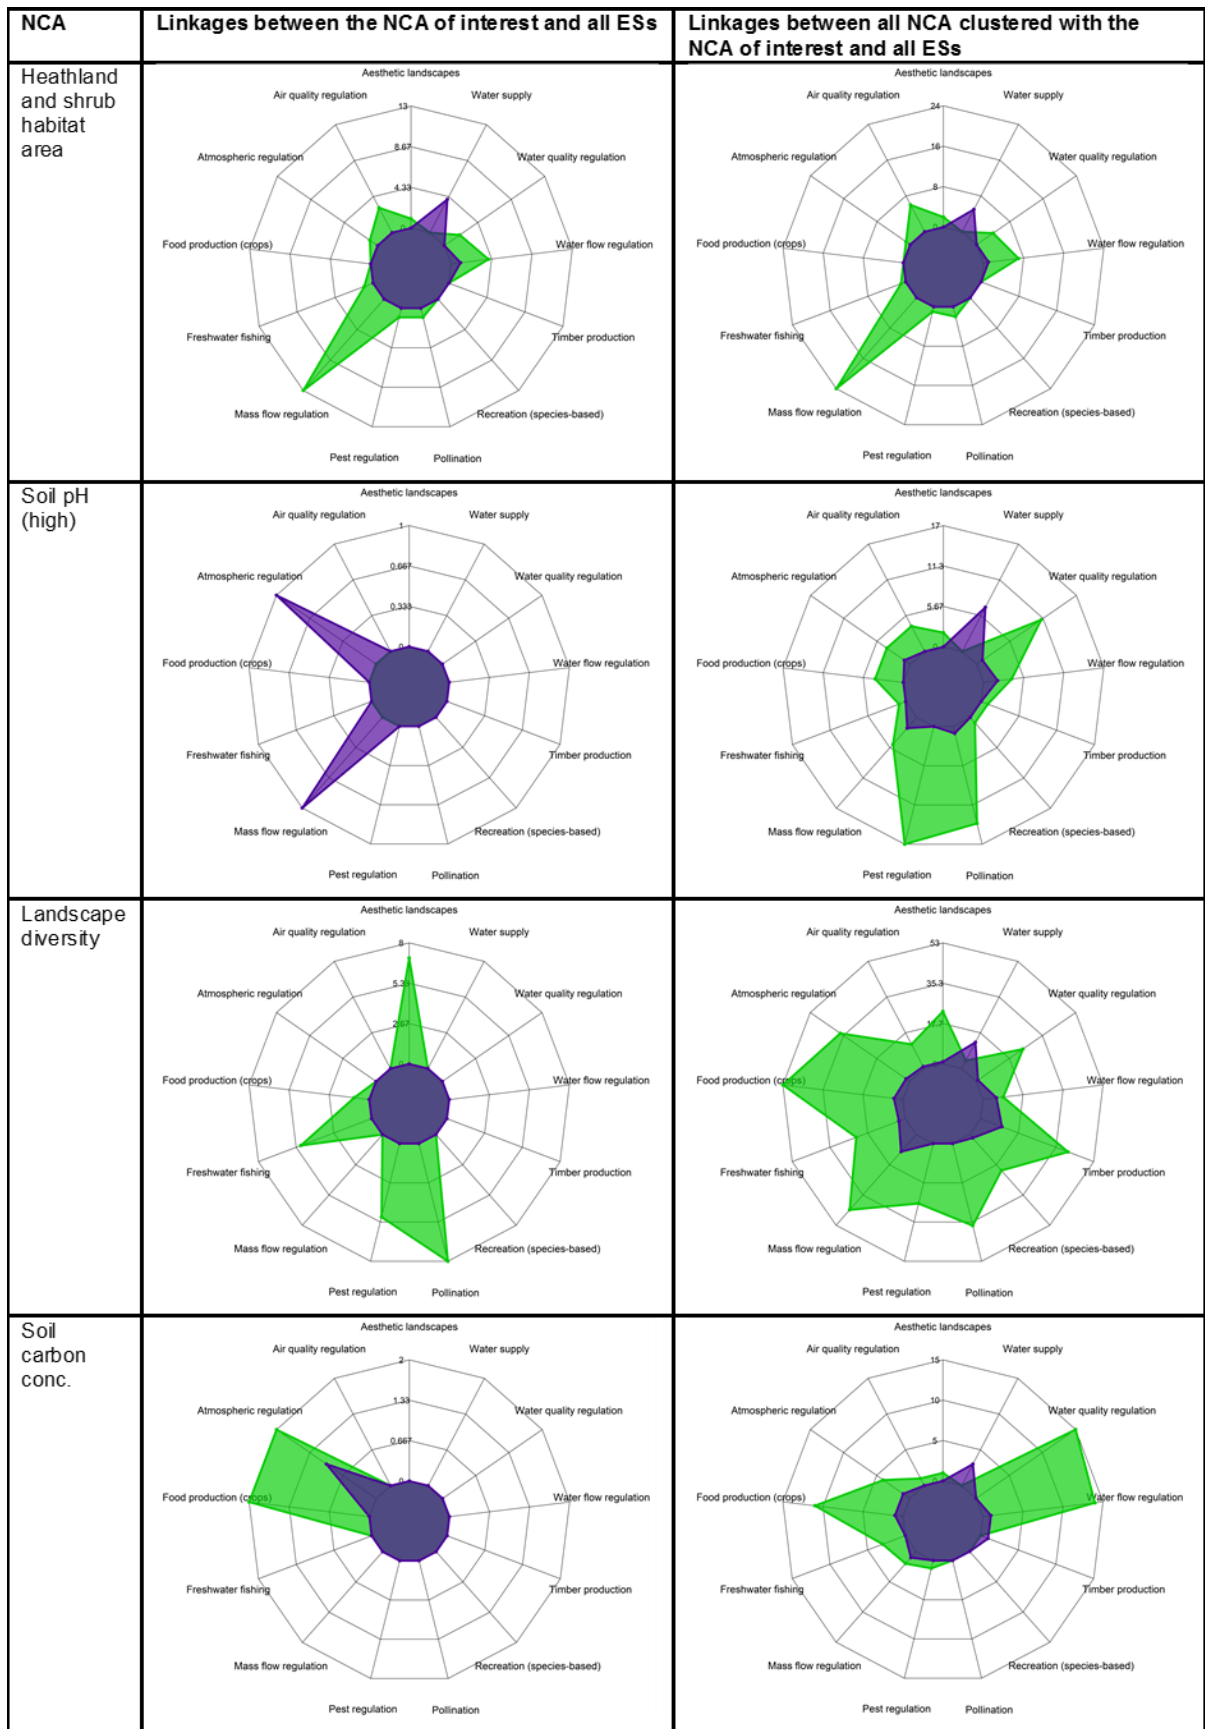 NCA
Linkages between the NCA of interest and all ESs
Linkages between all NCA clustered with the
NCA of interest and all ESs
Heathland
and shrub
habitat
area
Aesthetic landscapes
Air quality regulation
Water supply
13
Atmospheric regulation
8.67
Water quality regulation
4.33
Food production (crops)
0
Water flow regulation
Freshwater fishing
Timber production
Mass flow regulation
Recreation (species-based)
Pest regulation
Pollination
Aesthetic landscapes
Air quality regulation
Water supply
24
Atmospheric regulation
16
Water quality regulation
8
Food production (crops)
0
Water flow regulation
Freshwater fishing
Timber production
Mass flow regulation
Recreation (species-based)
Pest regulation
Pollination
Soil pH
(high)
Aesthetic landscapes
Air quality regulation
Water supply
1
Atmospheric regulation
0.667
Water quality regulation
0.333
Food production (crops)
0
Water flow regulation
Freshwater fishing
Timber production
Mass flow regulation
Recreation (species-based)
Pest regulation
Pollination
Aesthetic landscapes
Air quality regulation
Water supply
17
Atmospheric regulation
11.3
Water quality regulation
5.67
Food production (crops)
0
Water flow regulation
Freshwater fishing
Timber production
Mass flow regulation
Recreation (species-based)
Pest regulation
Pollination
Landscape
diversity
Aesthetic landscapes
Air quality regulation
Water supply
8
Atmospheric regulation
5.33
Water quality regulation
2.67
Food production (crops)
0
Water flow regulation
Freshwater fishing
Timber production
Mass flow regulation
Recreation (species-based)
Pest regulation
Pollination
Aesthetic landscapes
Air quality regulation
Water supply
53
Atmospheric regulation
35.3
Water quality regulation
17.7
Food production (crops)
0
Water flow regulation
Freshwater fishing
Timber production
Mass flow regulation
Recreation (species-based)
Pest regulation
Pollination
Soil
carbon
conc.
Aesthetic landscapes
Air quality regulation
Water supply
2
Atmospheric regulation
1.33
Water quality regulation
0.667
Food production (crops)
0
Water flow regulation
Freshwater fishing
Timber production
Mass flow regulation
Recreation (species-based)
Pest regulation
Pollination
Aesthetic landscapes
Air quality regulation
Water supply
15
Atmospheric regulation
10
Water quality regulation
5
Food production (crops)
0
Water flow regulation
Freshwater fishing
Timber production
Mass flow regulation
Recreation (species-based)
Pest regulation
Pollination